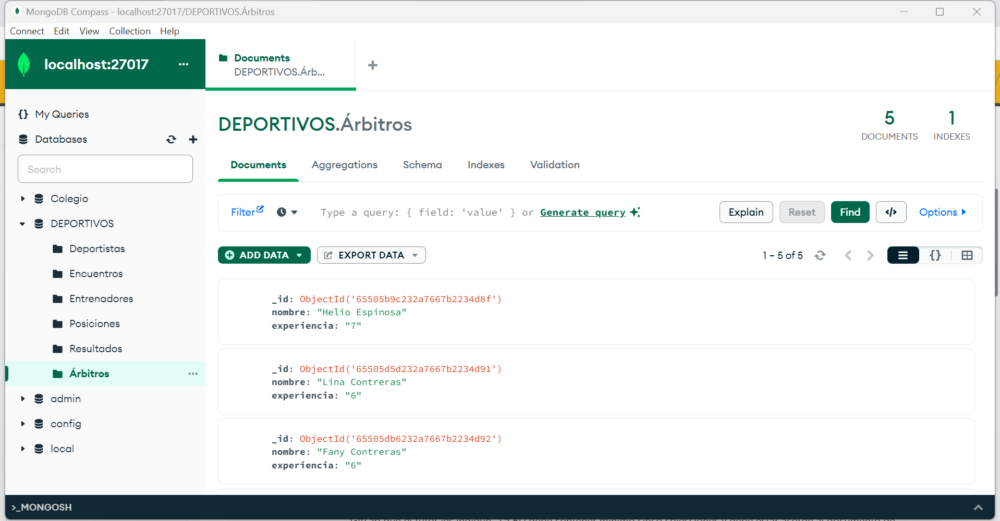 MongoDB Compass - localhost:27017/DEPORTIVOS.Árbitros
Connect Edit View Collection Help
localhost:27017
Documents
DEPORTIVOS.Árb...
My Queries
Databases
Search
Colegio
DEPORTIVOS
Deportistas
Encuentros
Entrenadores
Posiciones
Resultados
Árbitros
admin
config
local
DEPORTIVOS.Árbitros
5
DOCUMENTS
1
INDEXES
Documents Aggregations Schema Indexes Validation
Filter Type a query: { field: 'value' } or Generate query Explain Reset Find </> Options
ADD DATA EXPORT DATA 1 – 5 of 5 {}
_id: ObjectId('65505b9c232a7667b2234d8f')
nombre: "Helio Espinosa"
experiencia: "7"
_id: ObjectId('65505d5d232a7667b2234d91')
nombre: "Lina Contreras"
experiencia: "6"
_id: ObjectId('65505db6232a7667b2234d92')
nombre: "Fany Contreras"
experiencia: "6"
>_MONGOSH